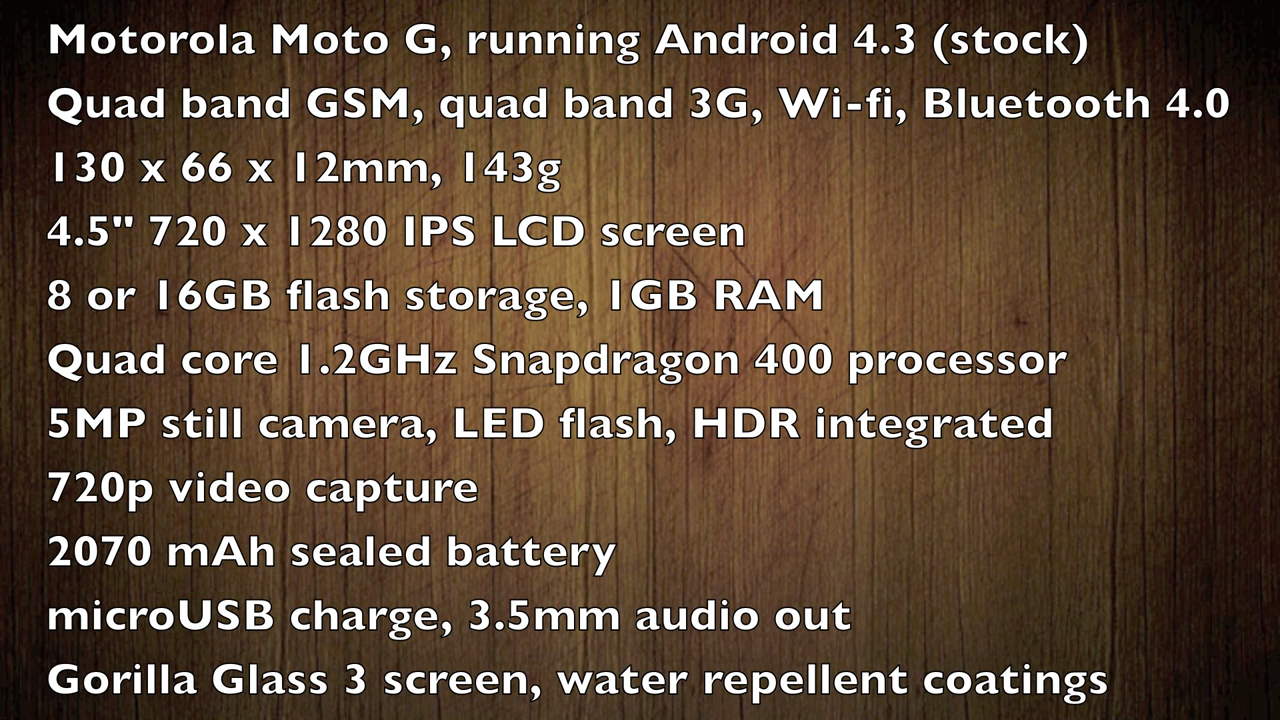 Motorola Moto G, running Android 4.3 (stock)
Quad band GSM, quad band 3G, Wi-fi, Bluetooth 4.0
130 x 66 x 12mm, 143g
4.5" 720 x 1280 IPS LCD screen
8 or 16GB flash storage, 1GB RAM
Quad core 1.2GHz Snapdragon 400 processor
5MP still camera, LED flash, HDR integrated
720p video capture
2070 mAh sealed battery
microUSB charge, 3.5mm audio out
Gorilla Glass 3 screen, water repellent coatings